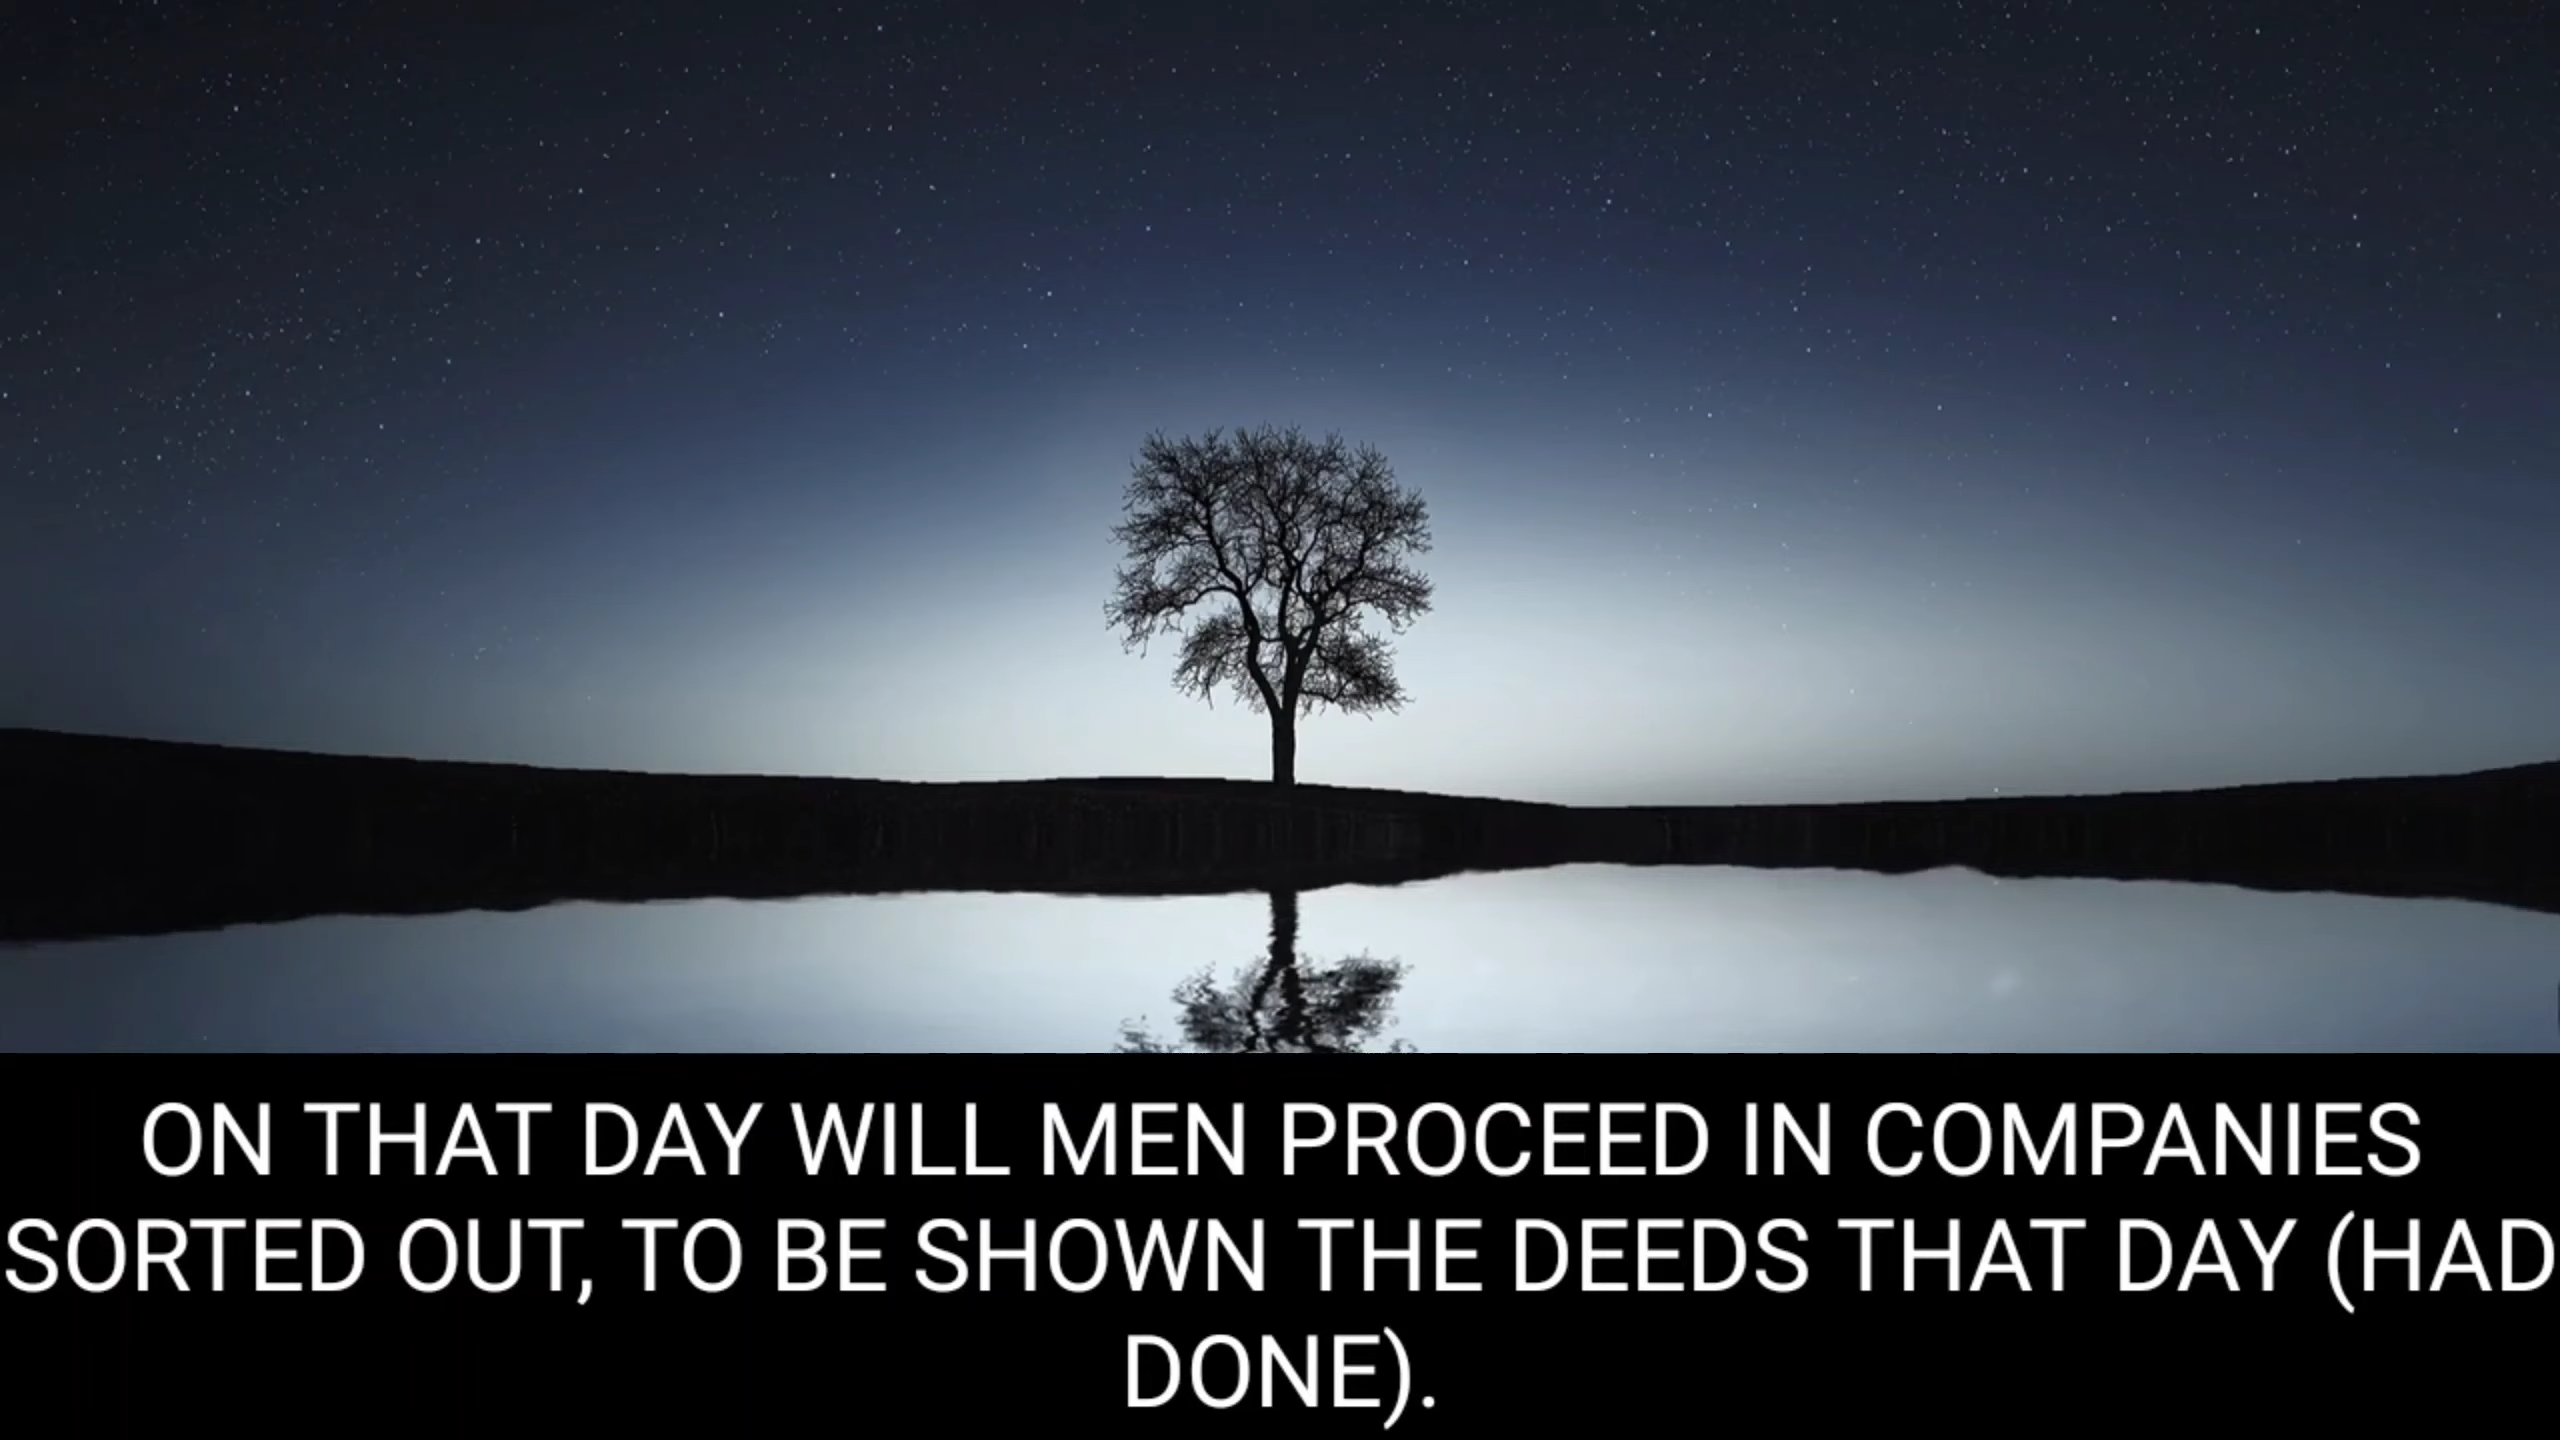 ON THAT DAY WILL MEN PROCEED IN COMPANIES
SORTED OUT, TO BE SHOWN THE DEEDS THAT DAY (HAD
DONE).